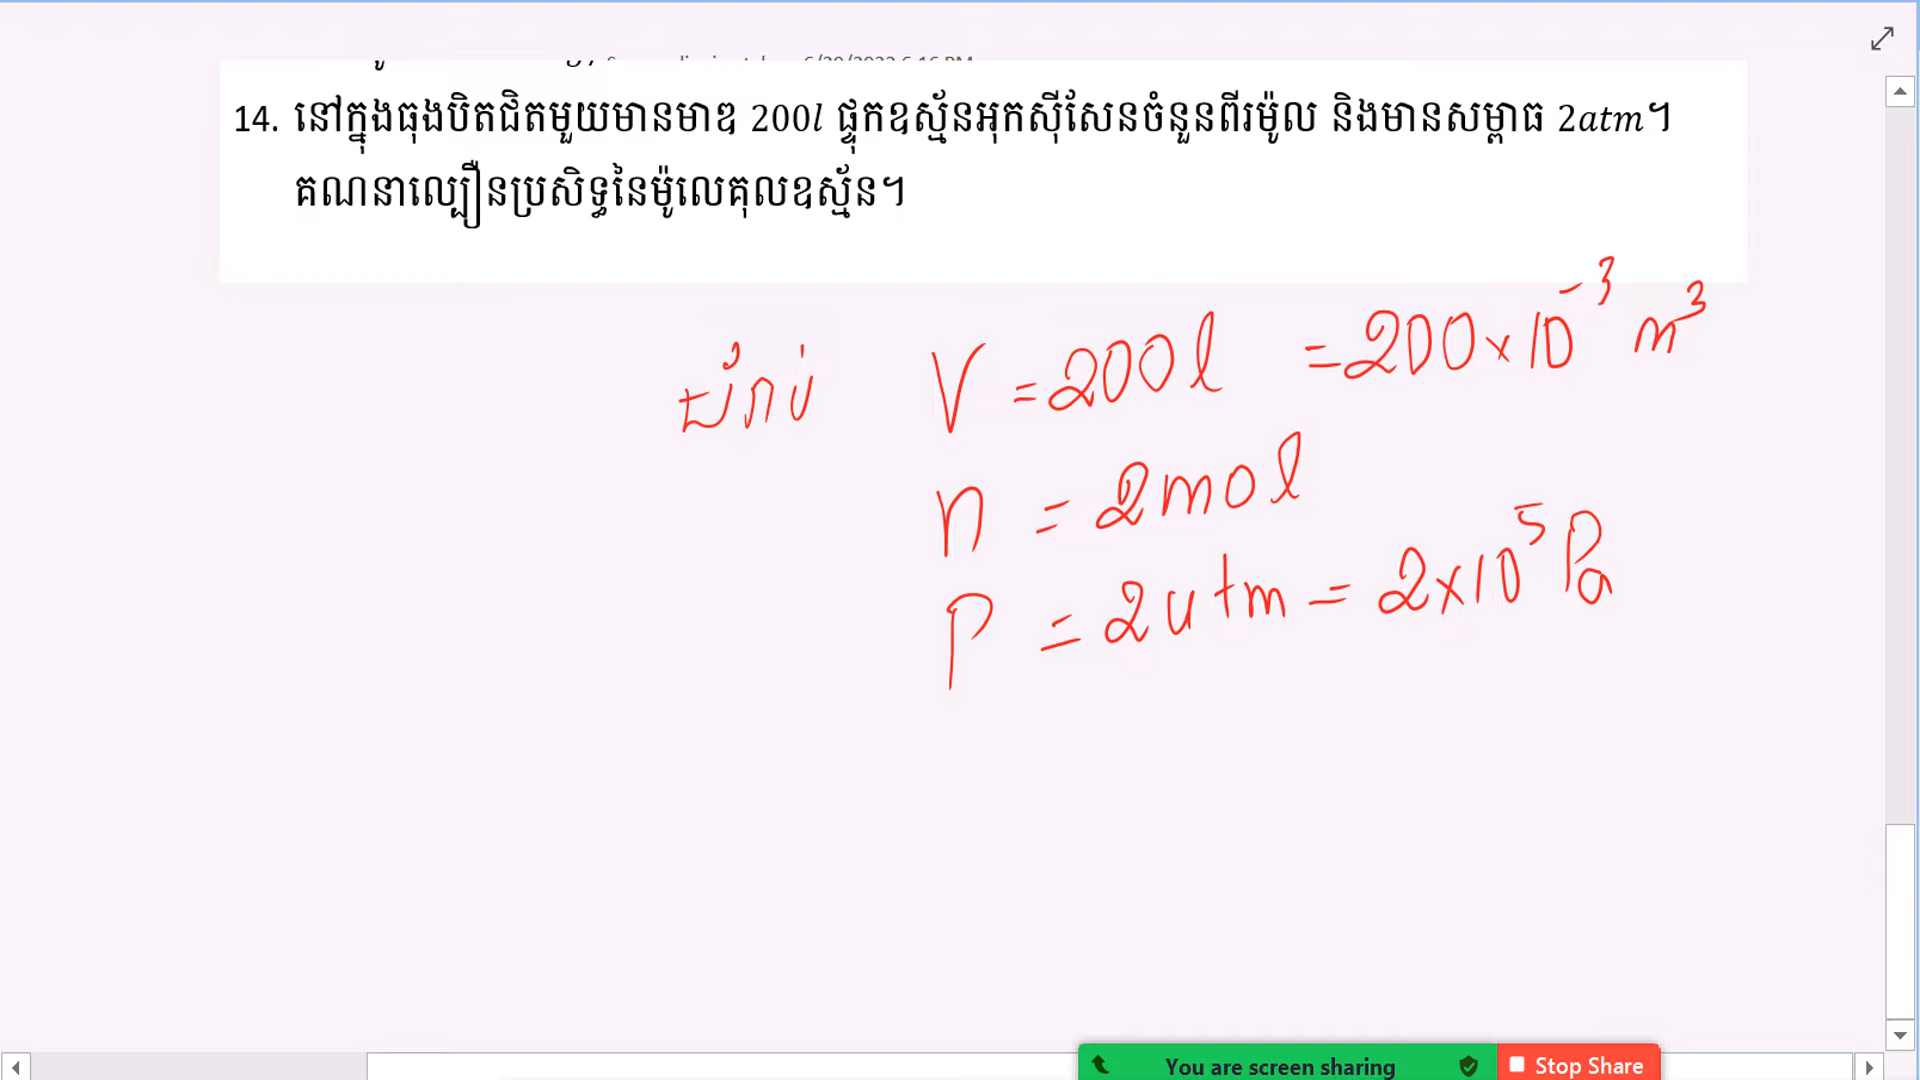 14. នៅក្នុងធុងបិតជិតមួយមានមាឌ 200l ផ្ទុកឧស្ម័នអុកស៊ីសែនចំនួនពីរម៉ូល និងមានសម្ពាធ 2atm។
គណនាល្បឿនប្រសិទ្ធនៃម៉ូលេគុលឧស្ម័ន។
V = 200l = 200×10⁻³ m³
n = 2mol
P = 2atm = 2×10⁵ Pa
You are screen sharing Stop Share